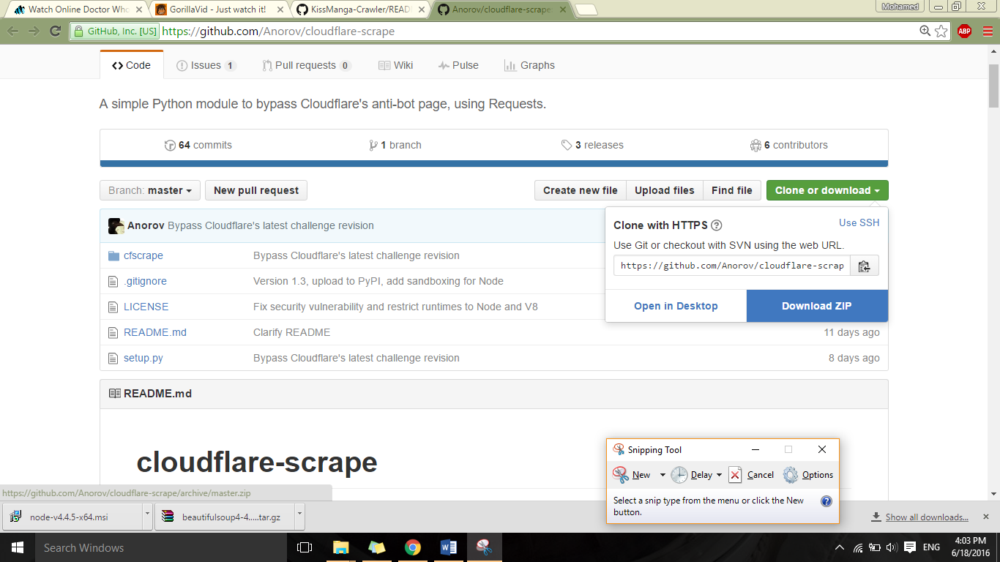 Watch Online Doctor Who
GorillaVid - Just watch it!
KissManga-Crawler/READ
Anorov/cloudflare-scrape
Mohamed
GitHub, Inc. [US] https://github.com/Anorov/cloudflare-scrape
ABP
Code
Issues 1
Pull requests 0
Wiki
Pulse
Graphs
A simple Python module to bypass Cloudflare's anti-bot page, using Requests.
64 commits
1 branch
3 releases
6 contributors
Branch: master
New pull request
Create new file
Upload files
Find file
Clone or download
Anorov Bypass Cloudflare's latest challenge revision
Clone with HTTPS
Use SSH
Use Git or checkout with SVN using the web URL.
https://github.com/Anorov/cloudflare-scrap
Open in Desktop
Download ZIP
cfscrape Bypass Cloudflare's latest challenge revision
.gitignore Version 1.3, upload to PyPI, add sandboxing for Node
LICENSE Fix security vulnerability and restrict runtimes to Node and V8
README.md Clarify README 11 days ago
setup.py Bypass Cloudflare's latest challenge revision 8 days ago
README.md
cloudflare-scrape
Snipping Tool
New Delay Cancel Options
Select a snip type from the menu or click the New
button.
https://github.com/Anorov/cloudflare-scrape/archive/master.zip
node-v4.4.5-x64.msi
beautifulsoup4-4.....tar.gz
Show all downloads...
Search Windows
ENG
4:03 PM
6/18/2016